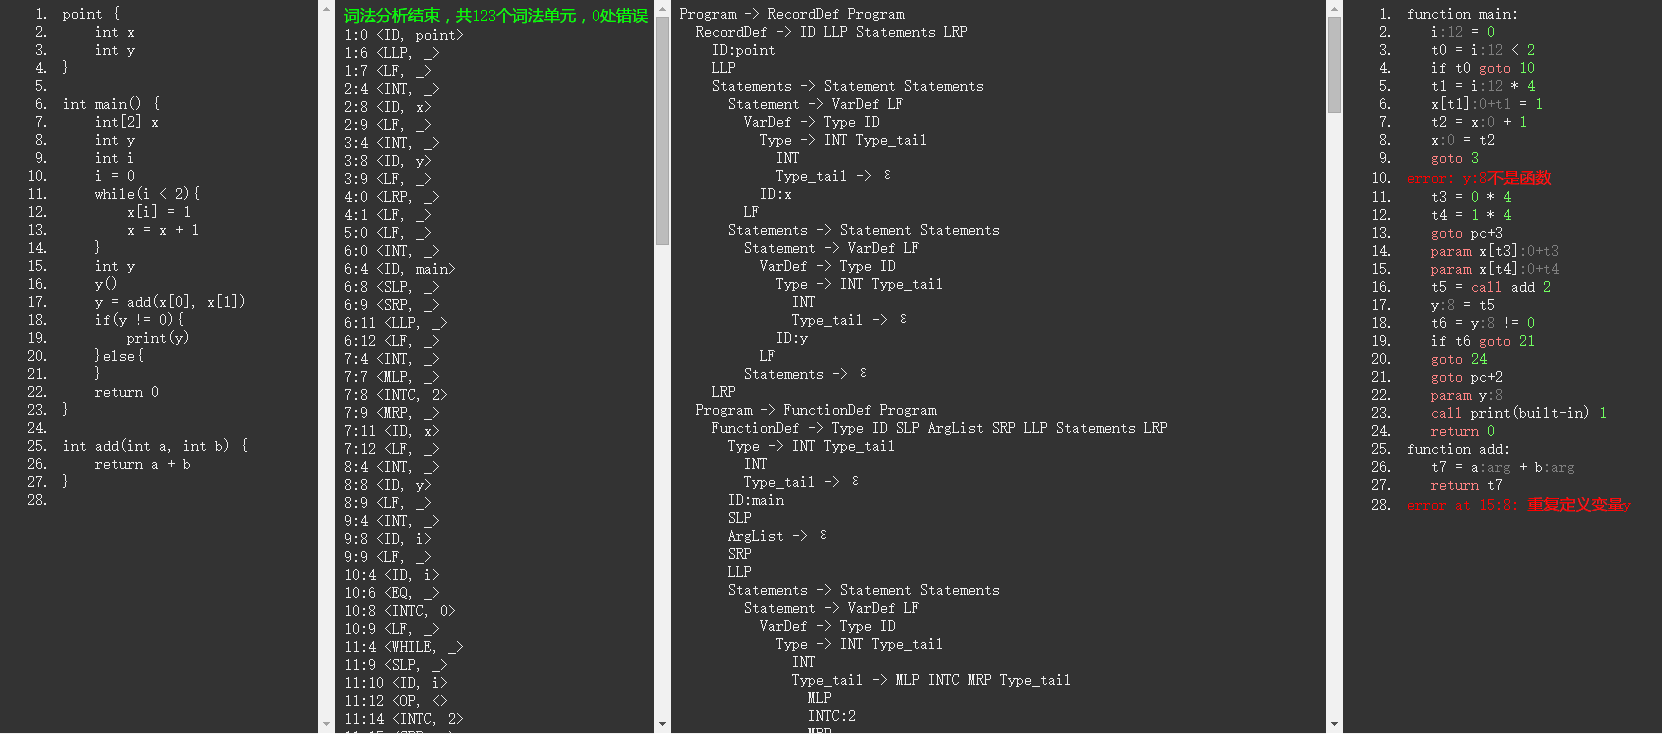 1. point {
2.     int x
3.     int y
4. }
5.
6. int main() {
7.     int[2] x
8.     int y
9.     int i
10.     i = 0
11.     while(i < 2){
12.         x[i] = 1
13.         x = x + 1
14.     }
15.     int y
16.     y()
17.     y = add(x[0], x[1])
18.     if(y != 0){
19.         print(y)
20.     }else{
21.     }
22.     return 0
23. }
24.
25. int add(int a, int b) {
26.     return a + b
27. }
28.
词法分析结束，共123个词法单元，0处错误
1:0 <ID, point>
1:6 <LLP, _>
1:7 <LF, _>
2:4 <INT, _>
2:8 <ID, x>
2:9 <LF, _>
3:4 <INT, _>
3:8 <ID, y>
3:9 <LF, _>
4:0 <LRP, _>
4:1 <LF, _>
5:0 <LF, _>
6:0 <INT, _>
6:4 <ID, main>
6:8 <SLP, _>
6:9 <SRP, _>
6:11 <LLP, _>
6:12 <LF, _>
7:4 <INT, _>
7:7 <MLP, _>
7:8 <INTC, 2>
7:9 <MRP, _>
7:11 <ID, x>
7:12 <LF, _>
8:4 <INT, _>
8:8 <ID, y>
8:9 <LF, _>
9:4 <INT, _>
9:8 <ID, i>
9:9 <LF, _>
10:4 <ID, i>
10:6 <EQ, _>
10:8 <INTC, 0>
10:9 <LF, _>
11:4 <WHILE, _>
11:9 <SLP, _>
11:10 <ID, i>
11:12 <OP, <>
11:14 <INTC, 2>
Program -> RecordDef Program
  RecordDef -> ID LLP Statements LRP
    ID:point
    LLP
    Statements -> Statement Statements
      Statement -> VarDef LF
        VarDef -> Type ID
          Type -> INT Type_tail
            INT
            Type_tail -> ε
          ID:x
        LF
      Statements -> Statement Statements
        Statement -> VarDef LF
          VarDef -> Type ID
            Type -> INT Type_tail
              INT
              Type_tail -> ε
            ID:y
          LF
        Statements -> ε
    LRP
  Program -> FunctionDef Program
    FunctionDef -> Type ID SLP ArgList SRP LLP Statements LRP
      Type -> INT Type_tail
        INT
        Type_tail -> ε
      ID:main
      SLP
      ArgList -> ε
      SRP
      LLP
      Statements -> Statement Statements
        Statement -> VarDef LF
          VarDef -> Type ID
            Type -> INT Type_tail
              INT
              Type_tail -> MLP INTC MRP Type_tail
                MLP
                INTC:2
                MRP
1. function main:
2.    i:12 = 0
3.    t0 = i:12 < 2
4.    if t0 goto 10
5.    t1 = i:12 * 4
6.    x[t1]:0+t1 = 1
7.    t2 = x:0 + 1
8.    x:0 = t2
9.    goto 3
10. error: y:8不是函数
11.    t3 = 0 * 4
12.    t4 = 1 * 4
13.    goto pc+3
14.    param x[t3]:0+t3
15.    param x[t4]:0+t4
16.    t5 = call add 2
17.    y:8 = t5
18.    t6 = y:8 != 0
19.    if t6 goto 21
20.    goto 24
21.    goto pc+2
22.    param y:8
23.    call print(built-in) 1
24.    return 0
25. function add:
26.    t7 = a:arg + b:arg
27.    return t7
28. error at 15:8: 重复定义变量y